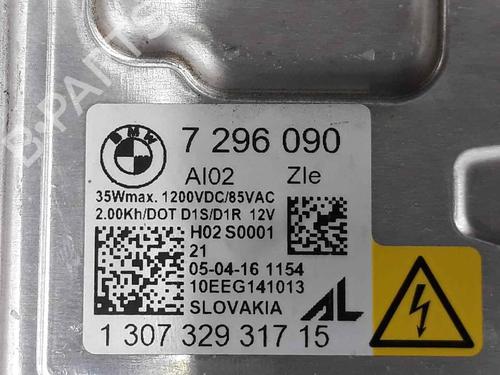 B-PARTS
BMW
7 296 090
AI02 ZIe
35Wmax. 1200VDC/85VAC
2.00Kh/DOT D1S/D1R 12V
H02 S0001
21
05-04-16 1154
10EEG141013
SLOVAKIA
AL
1 307 329 317 15